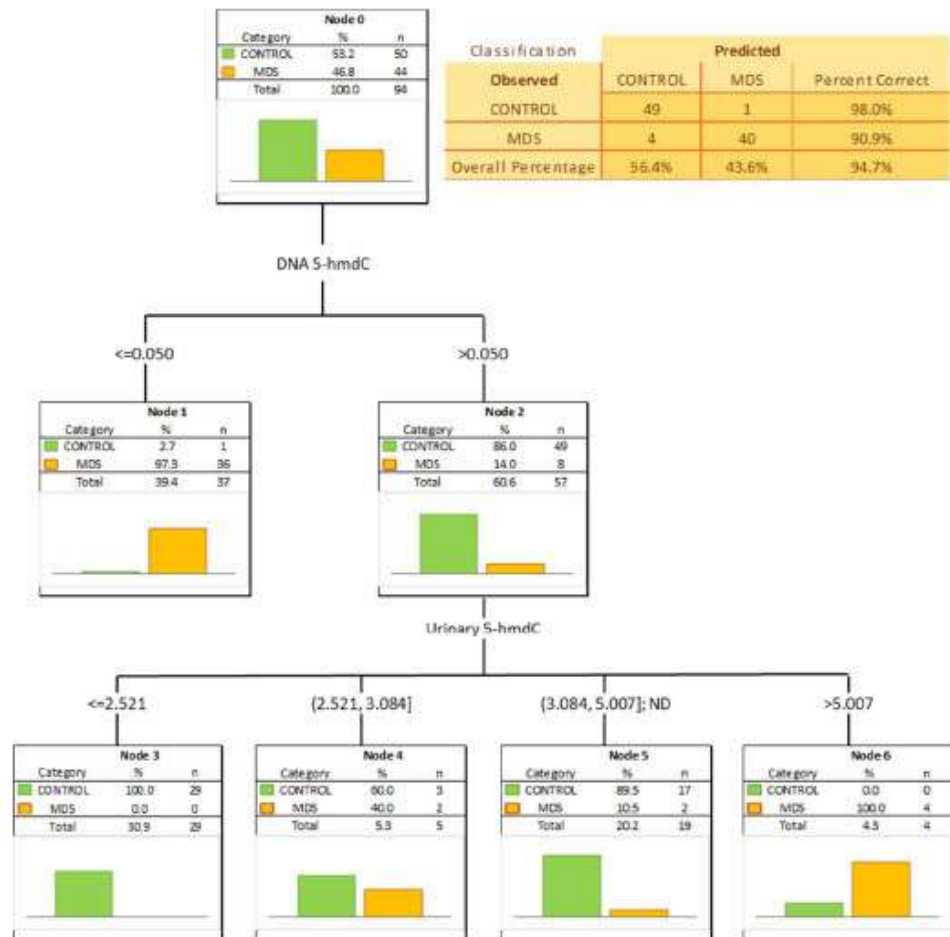 Node 0
Category % n
CONTROL 53.2 50
MDS 46.8 44
Total 100.0 94
Classification Predicted
Observed CONTROL MDS Percent Correct
CONTROL 49 1 98.0%
MDS 4 40 90.9%
Overall Percentage 56.4% 43.6% 94.7%
DNA 5-hmdC
<=0.050 >0.050
Node 1
Category % n
CONTROL 2.7 1
MDS 97.3 36
Total 39.4 37
Node 2
Category % n
CONTROL 86.0 49
MDS 14.0 8
Total 60.6 57
Urinary 5-hmdC
<=2.521 (2.521, 3.084] (3.084, 5.007]; ND >5.007
Node 3
Category % n
CONTROL 100.0 29
MDS 0.0 0
Total 30.9 29
Node 4
Category % n
CONTROL 60.0 3
MDS 40.0 2
Total 5.3 5
Node 5
Category % n
CONTROL 89.5 17
MDS 10.5 2
Total 20.2 19
Node 6
Category % n
CONTROL 0.0 0
MDS 100.0 4
Total 4.3 4